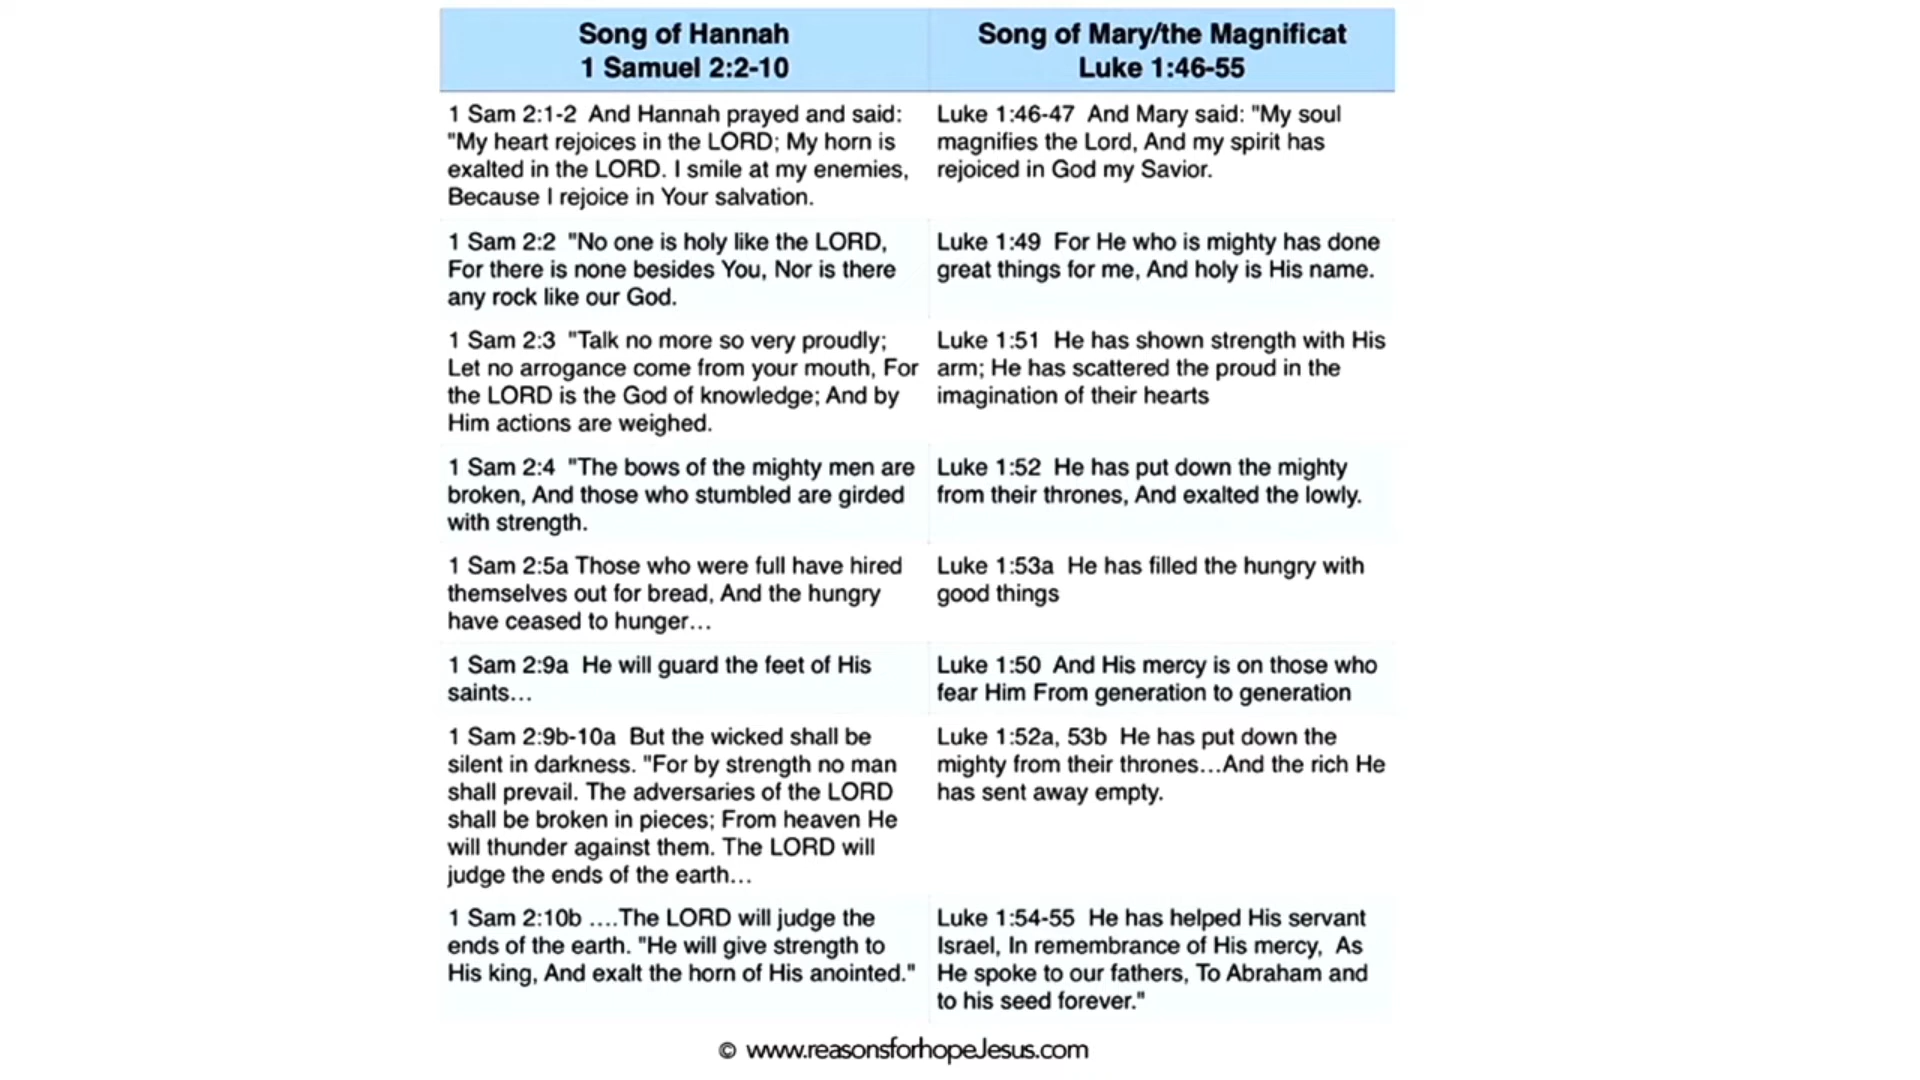 Song of Hannah
1 Samuel 2:2-10
Song of Mary/the Magnificat
Luke 1:46-55
1 Sam 2:1-2  And Hannah prayed and said:
"My heart rejoices in the LORD; My horn is
exalted in the LORD. I smile at my enemies,
Because I rejoice in Your salvation.
Luke 1:46-47  And Mary said: "My soul
magnifies the Lord, And my spirit has
rejoiced in God my Savior.
1 Sam 2:2  "No one is holy like the LORD,
For there is none besides You, Nor is there
any rock like our God.
Luke 1:49  For He who is mighty has done
great things for me, And holy is His name.
1 Sam 2:3  "Talk no more so very proudly;
Let no arrogance come from your mouth, For
the LORD is the God of knowledge; And by
Him actions are weighed.
Luke 1:51  He has shown strength with His
arm; He has scattered the proud in the
imagination of their hearts
1 Sam 2:4  "The bows of the mighty men are
broken, And those who stumbled are girded
with strength.
Luke 1:52  He has put down the mighty
from their thrones, And exalted the lowly.
1 Sam 2:5a Those who were full have hired
themselves out for bread, And the hungry
have ceased to hunger…
Luke 1:53a  He has filled the hungry with
good things
1 Sam 2:9a  He will guard the feet of His
saints…
Luke 1:50  And His mercy is on those who
fear Him From generation to generation
1 Sam 2:9b-10a  But the wicked shall be
silent in darkness. "For by strength no man
shall prevail. The adversaries of the LORD
shall be broken in pieces; From heaven He
will thunder against them. The LORD will
judge the ends of the earth…
Luke 1:52a, 53b  He has put down the
mighty from their thrones…And the rich He
has sent away empty.
1 Sam 2:10b ….The LORD will judge the
ends of the earth. "He will give strength to
His king, And exalt the horn of His anointed."
Luke 1:54-55  He has helped His servant
Israel, In remembrance of His mercy,  As
He spoke to our fathers, To Abraham and
to his seed forever."
© www.reasonsforhopeJesus.com